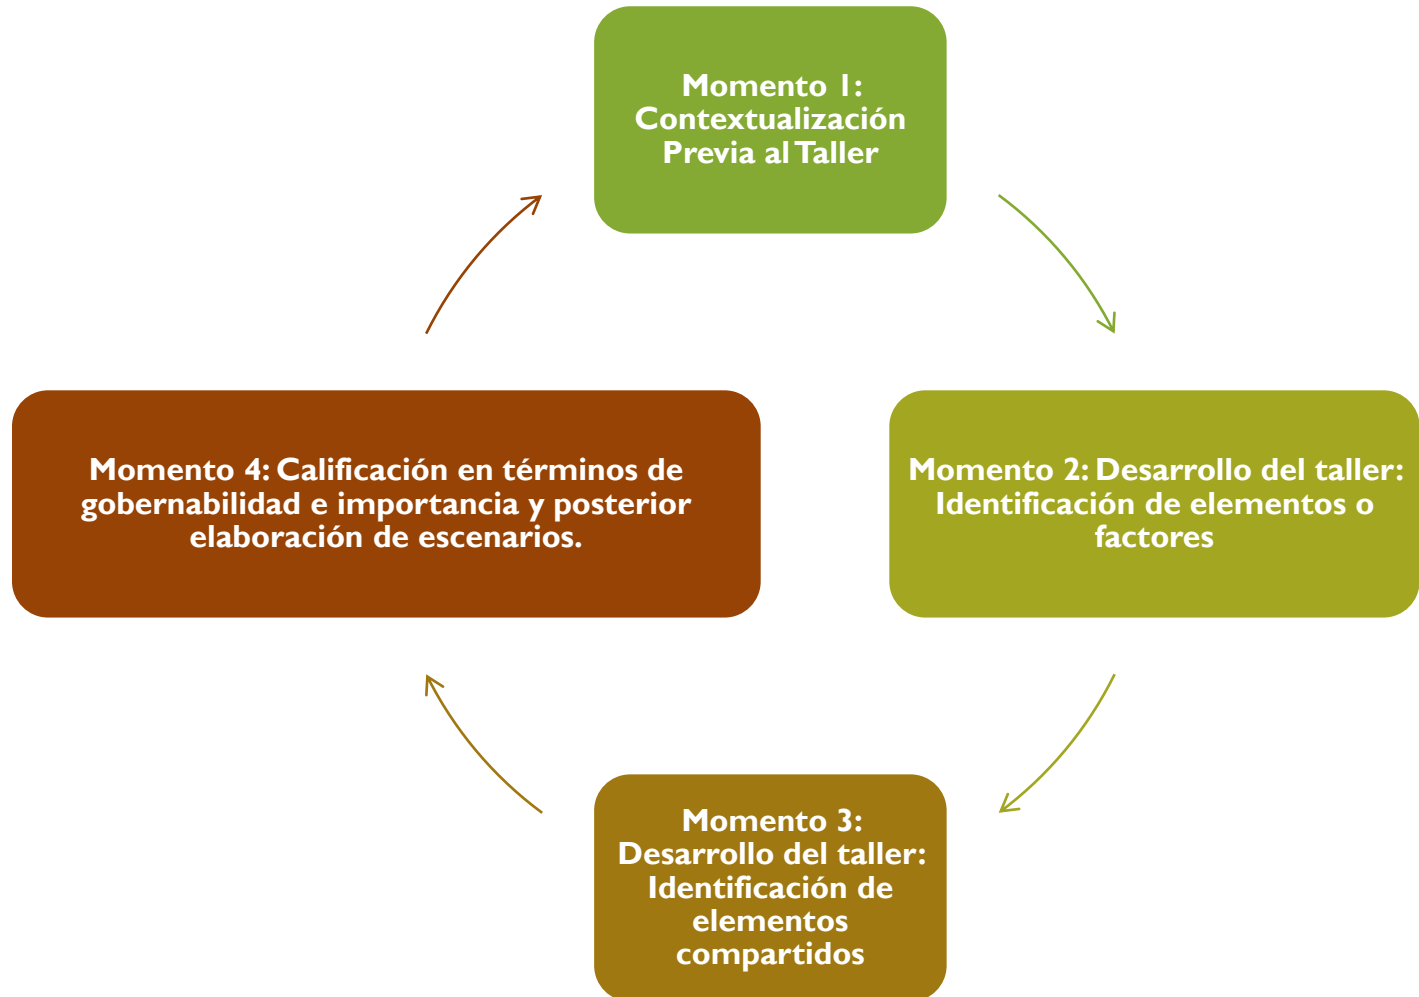 Momento 1:
Contextualización
Previa al Taller
Momento 2: Desarrollo del taller:
Identificación de elementos o
factores
Momento 3:
Desarrollo del taller:
Identificación de
elementos
compartidos
Momento 4: Calificación en términos de
gobernabilidad e importancia y posterior
elaboración de escenarios.